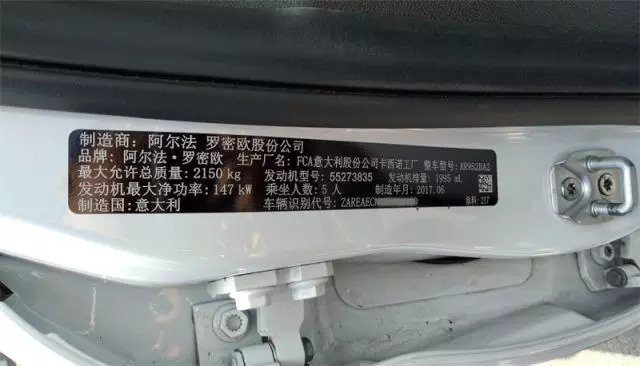 制造商：阿尔法 罗密欧股份公司
品牌：阿尔法·罗密欧 生产厂名：FCA意大利股份公司卡西诺工厂 整车型号：AR952BA2
最大允许总质量：2150 kg 发动机型号：55273835 发动机排量：1995 mL
发动机最大净功率：147 kW 乘坐人数：5 人 制造年月：2017.06
制造国：意大利 车辆识别代号：ZAREAEC 涂料：217